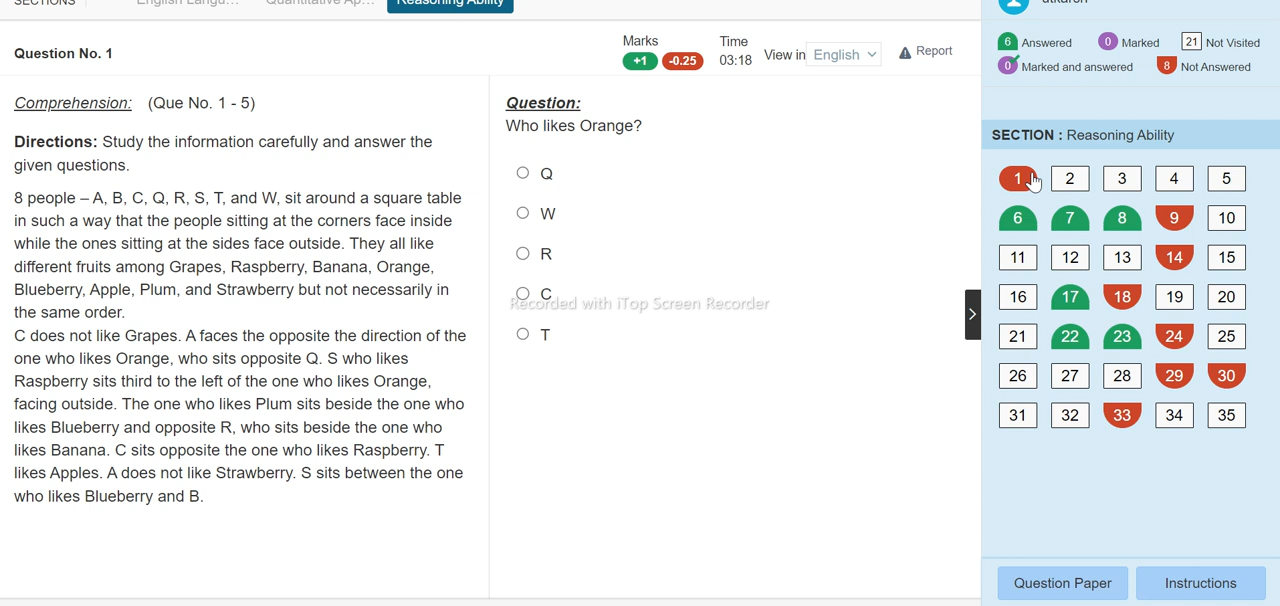 SECTIONS English Langu... Quantitative Ap... Reasoning Ability
Question No. 1
Marks
+1 -0.25
Time
03:18
View in English
Report
Comprehension: (Que No. 1 - 5)
Directions: Study the information carefully and answer the
given questions.
8 people – A, B, C, Q, R, S, T, and W, sit around a square table
in such a way that the people sitting at the corners face inside
while the ones sitting at the sides face outside. They all like
different fruits among Grapes, Raspberry, Banana, Orange,
Blueberry, Apple, Plum, and Strawberry but not necessarily in
the same order.
C does not like Grapes. A faces the opposite the direction of the
one who likes Orange, who sits opposite Q. S who likes
Raspberry sits third to the left of the one who likes Orange,
facing outside. The one who likes Plum sits beside the one who
likes Blueberry and opposite R, who sits beside the one who
likes Banana. C sits opposite the one who likes Raspberry. T
likes Apples. A does not like Strawberry. S sits between the one
who likes Blueberry and B.
Question:
Who likes Orange?
Q
W
R
C
T
Recorded with iTop Screen Recorder
6 Answered 0 Marked 21 Not Visited
0 Marked and answered 8 Not Answered
SECTION : Reasoning Ability
1 2 3 4 5
6 7 8 9 10
11 12 13 14 15
16 17 18 19 20
21 22 23 24 25
26 27 28 29 30
31 32 33 34 35
Question Paper Instructions